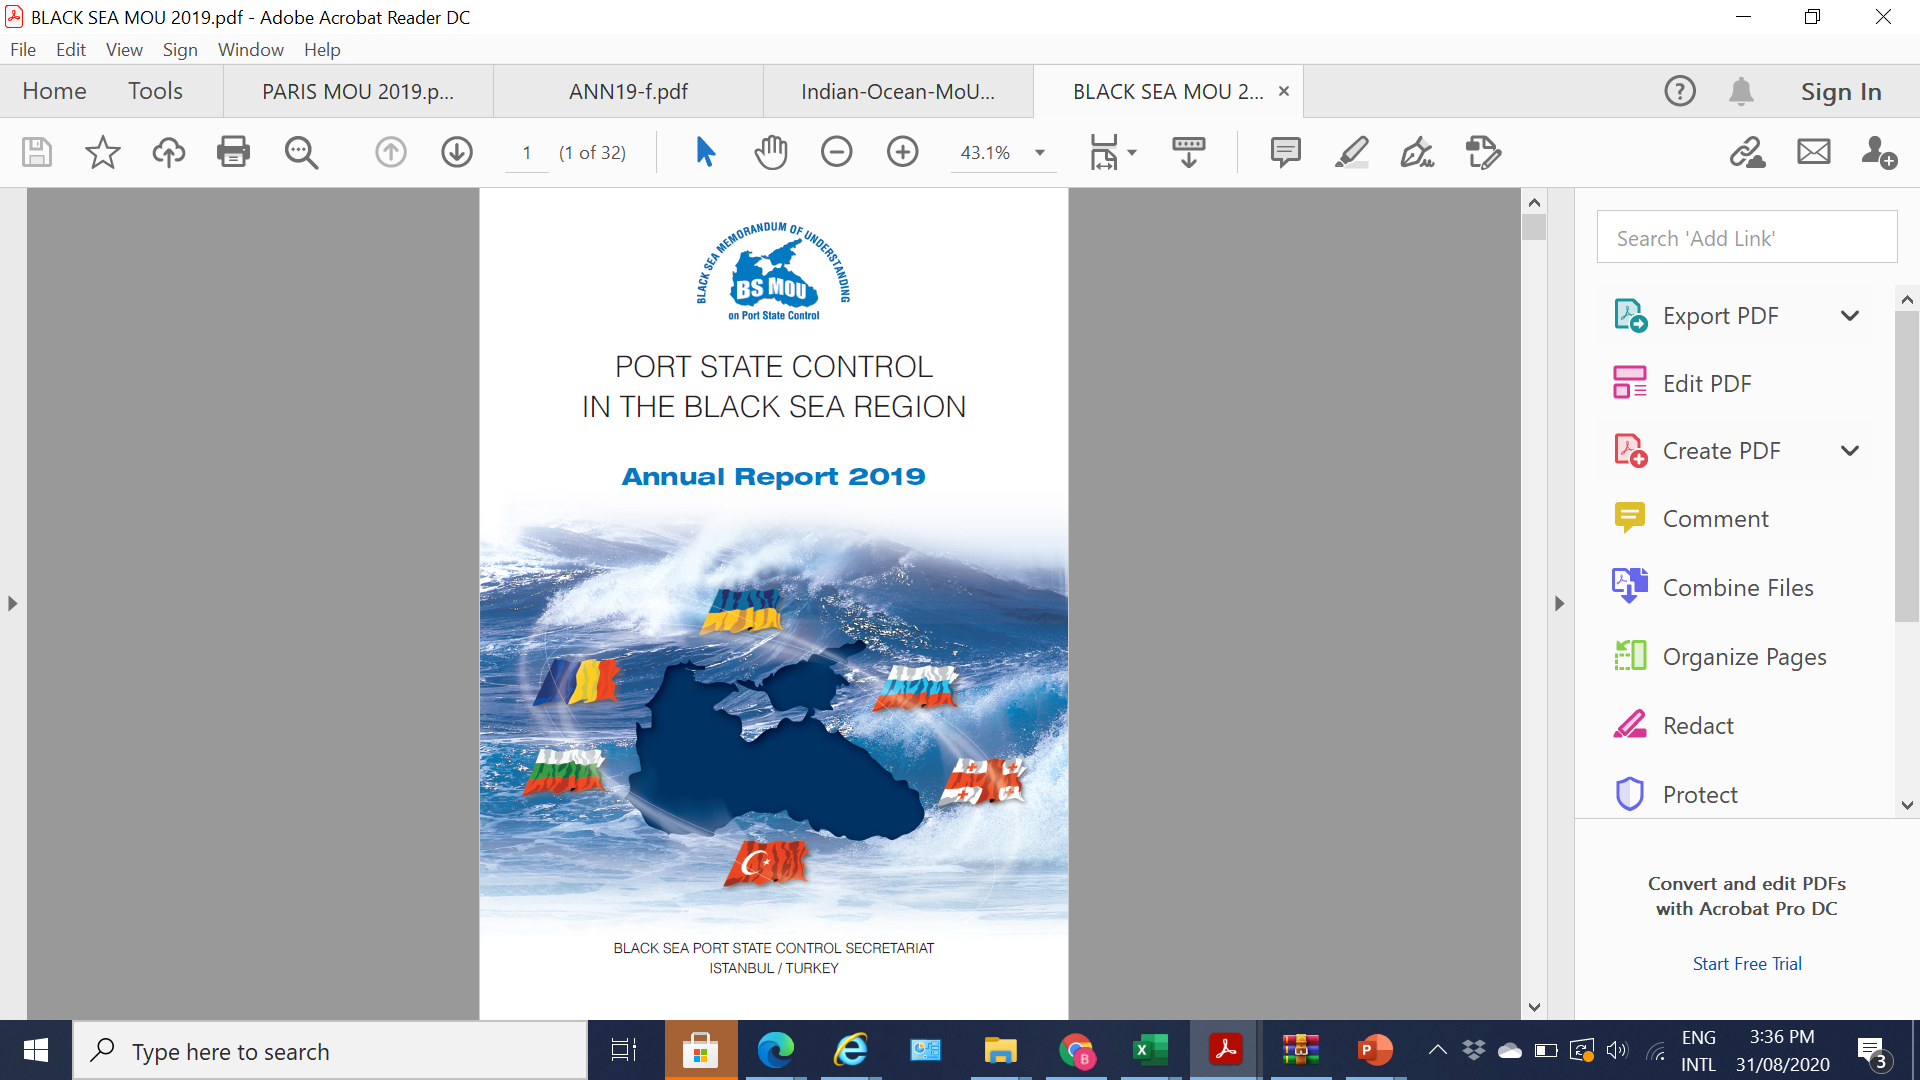 BLACK SEA MOU 2019.pdf - Adobe Acrobat Reader DC
File Edit View Sign Window Help
Home Tools PARIS MOU 2019.p... ANN19-f.pdf Indian-Ocean-MoU... BLACK SEA MOU 2... Sign In
1 (1 of 32) 43.1%
BLACK SEA MEMORANDUM OF UNDERSTANDING
BS MOU
on Port State Control
PORT STATE CONTROL
IN THE BLACK SEA REGION
Annual Report 2019
BLACK SEA PORT STATE CONTROL SECRETARIAT
ISTANBUL / TURKEY
Search 'Add Link'
Export PDF
Edit PDF
Create PDF
Comment
Combine Files
Organize Pages
Redact
Protect
Convert and edit PDFs
with Acrobat Pro DC
Start Free Trial
Type here to search
B
X
P
ENG
INTL
3:36 PM
31/08/2020
3